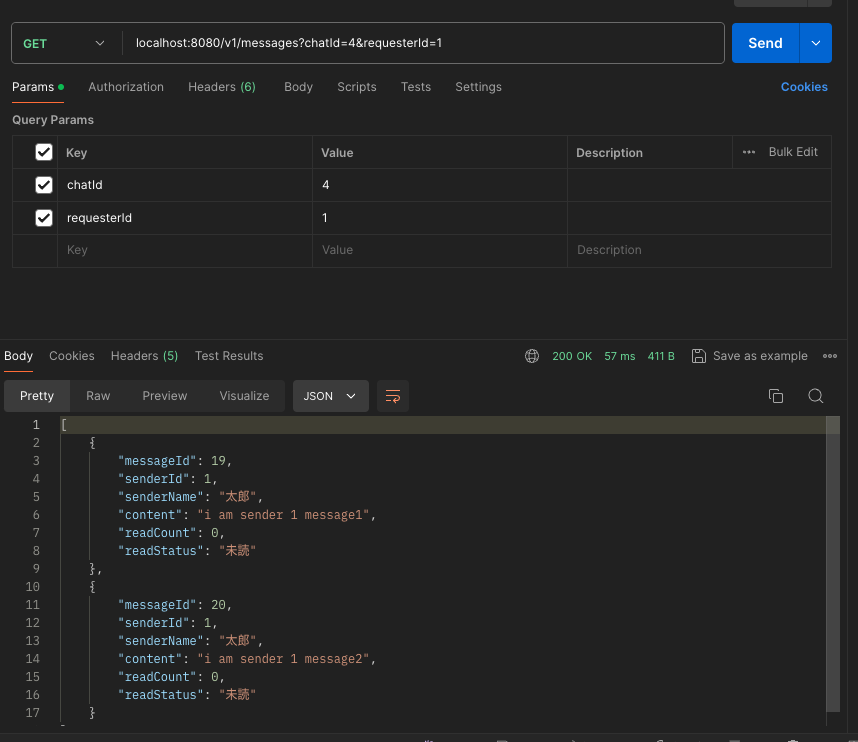 GET localhost:8080/v1/messages?chatId=4&requesterId=1 Send
Params Authorization Headers (6) Body Scripts Tests Settings Cookies
Query Params
Key Value Description ••• Bulk Edit
chatId 4
requesterId 1
Key Value Description
Body Cookies Headers (5) Test Results 200 OK 57 ms 411 B Save as example •••
Pretty Raw Preview Visualize JSON
1 [
2 {
3 "messageId": 19,
4 "senderId": 1,
5 "senderName": "太郎",
6 "content": "i am sender 1 message1",
7 "readCount": 0,
8 "readStatus": "未読"
9 },
10 {
11 "messageId": 20,
12 "senderId": 1,
13 "senderName": "太郎",
14 "content": "i am sender 1 message2",
15 "readCount": 0,
16 "readStatus": "未読"
17 }